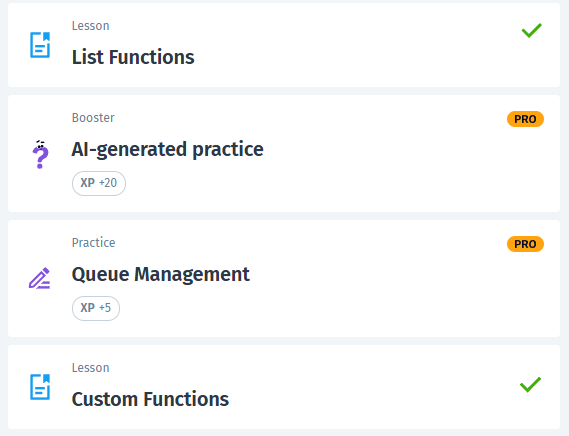 Lesson
List Functions
Booster
PRO
AI-generated practice
XP +20
Practice
PRO
Queue Management
XP +5
Lesson
Custom Functions